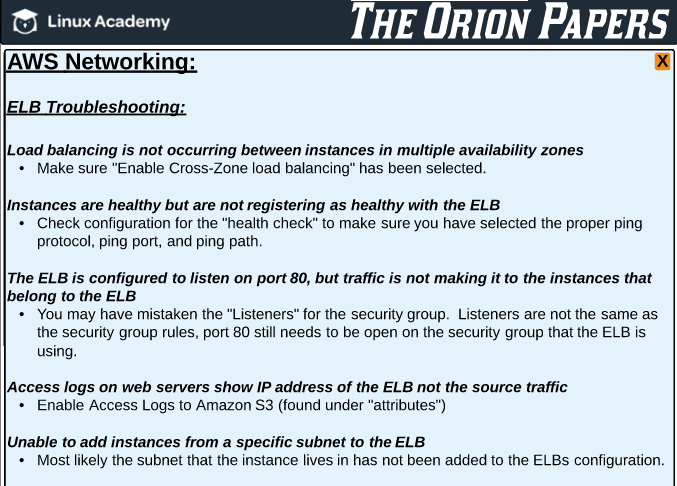 Linux Academy
THE ORION PAPERS
AWS Networking:
X
ELB Troubleshooting:
Load balancing is not occurring between instances in multiple availability zones
• Make sure "Enable Cross-Zone load balancing" has been selected.
Instances are healthy but are not registering as healthy with the ELB
• Check configuration for the "health check" to make sure you have selected the proper ping
protocol, ping port, and ping path.
The ELB is configured to listen on port 80, but traffic is not making it to the instances that
belong to the ELB
• You may have mistaken the "Listeners" for the security group.  Listeners are not the same as
the security group rules, port 80 still needs to be open on the security group that the ELB is
using.
Access logs on web servers show IP address of the ELB not the source traffic
• Enable Access Logs to Amazon S3 (found under "attributes")
Unable to add instances from a specific subnet to the ELB
• Most likely the subnet that the instance lives in has not been added to the ELBs configuration.